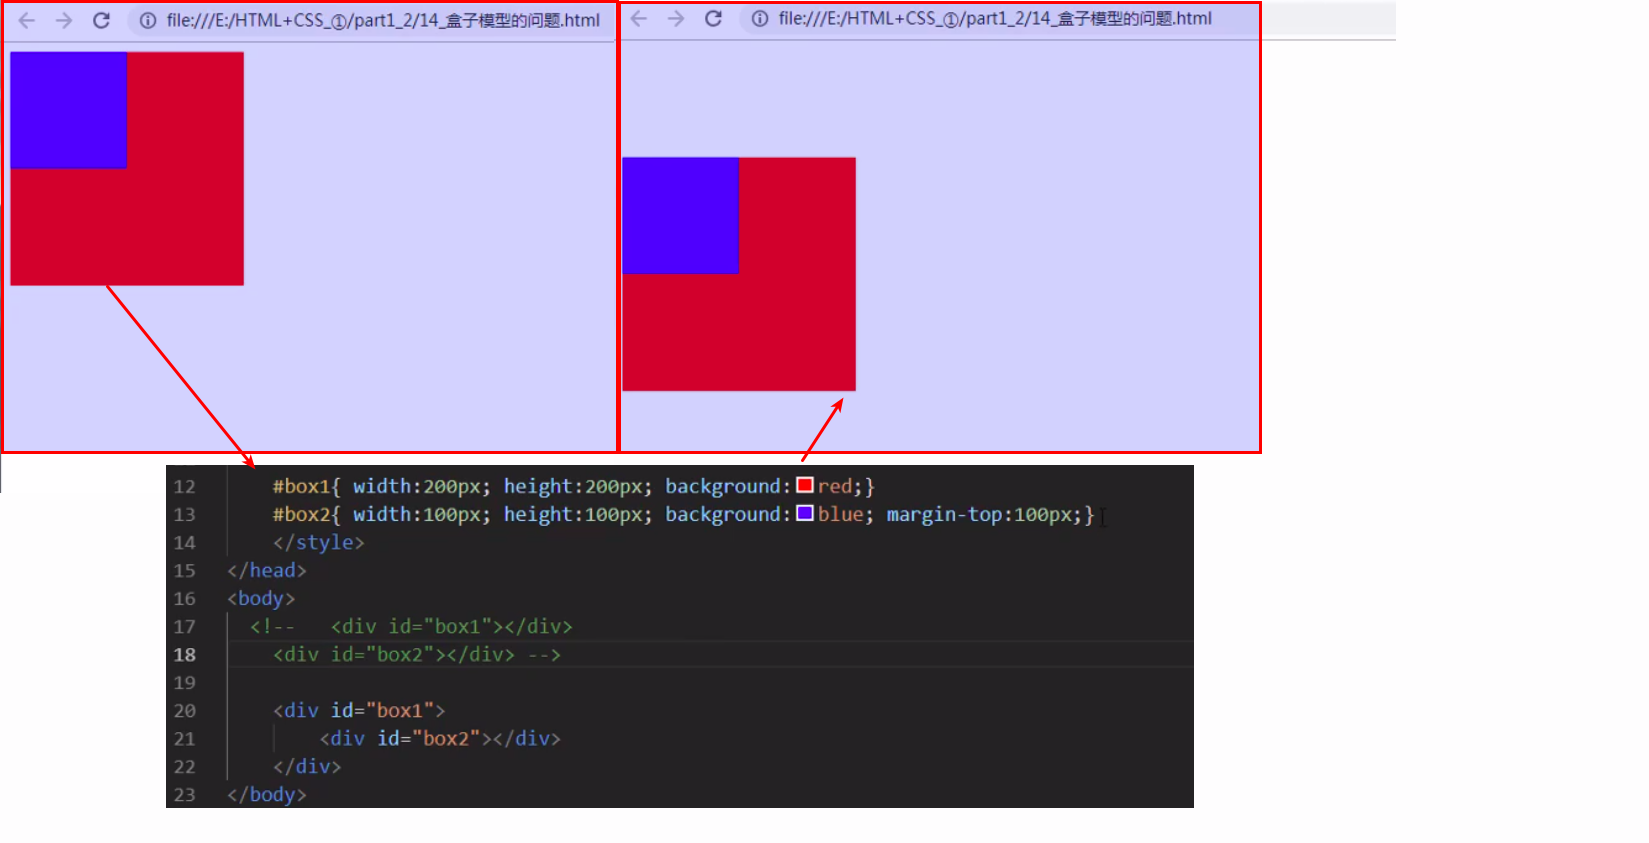 file:///E:/HTML+CSS_①/part1_2/14_盒子模型的问题.html
file:///E:/HTML+CSS_①/part1_2/14_盒子模型的问题.html
12 #box1{ width:200px; height:200px; background:red;}
13 #box2{ width:100px; height:100px; background:blue; margin-top:100px;}
14 </style>
15 </head>
16 <body>
17 <!-- <div id="box1"></div>
18 <div id="box2"></div> -->
19
20 <div id="box1">
21 <div id="box2"></div>
22 </div>
23 </body>